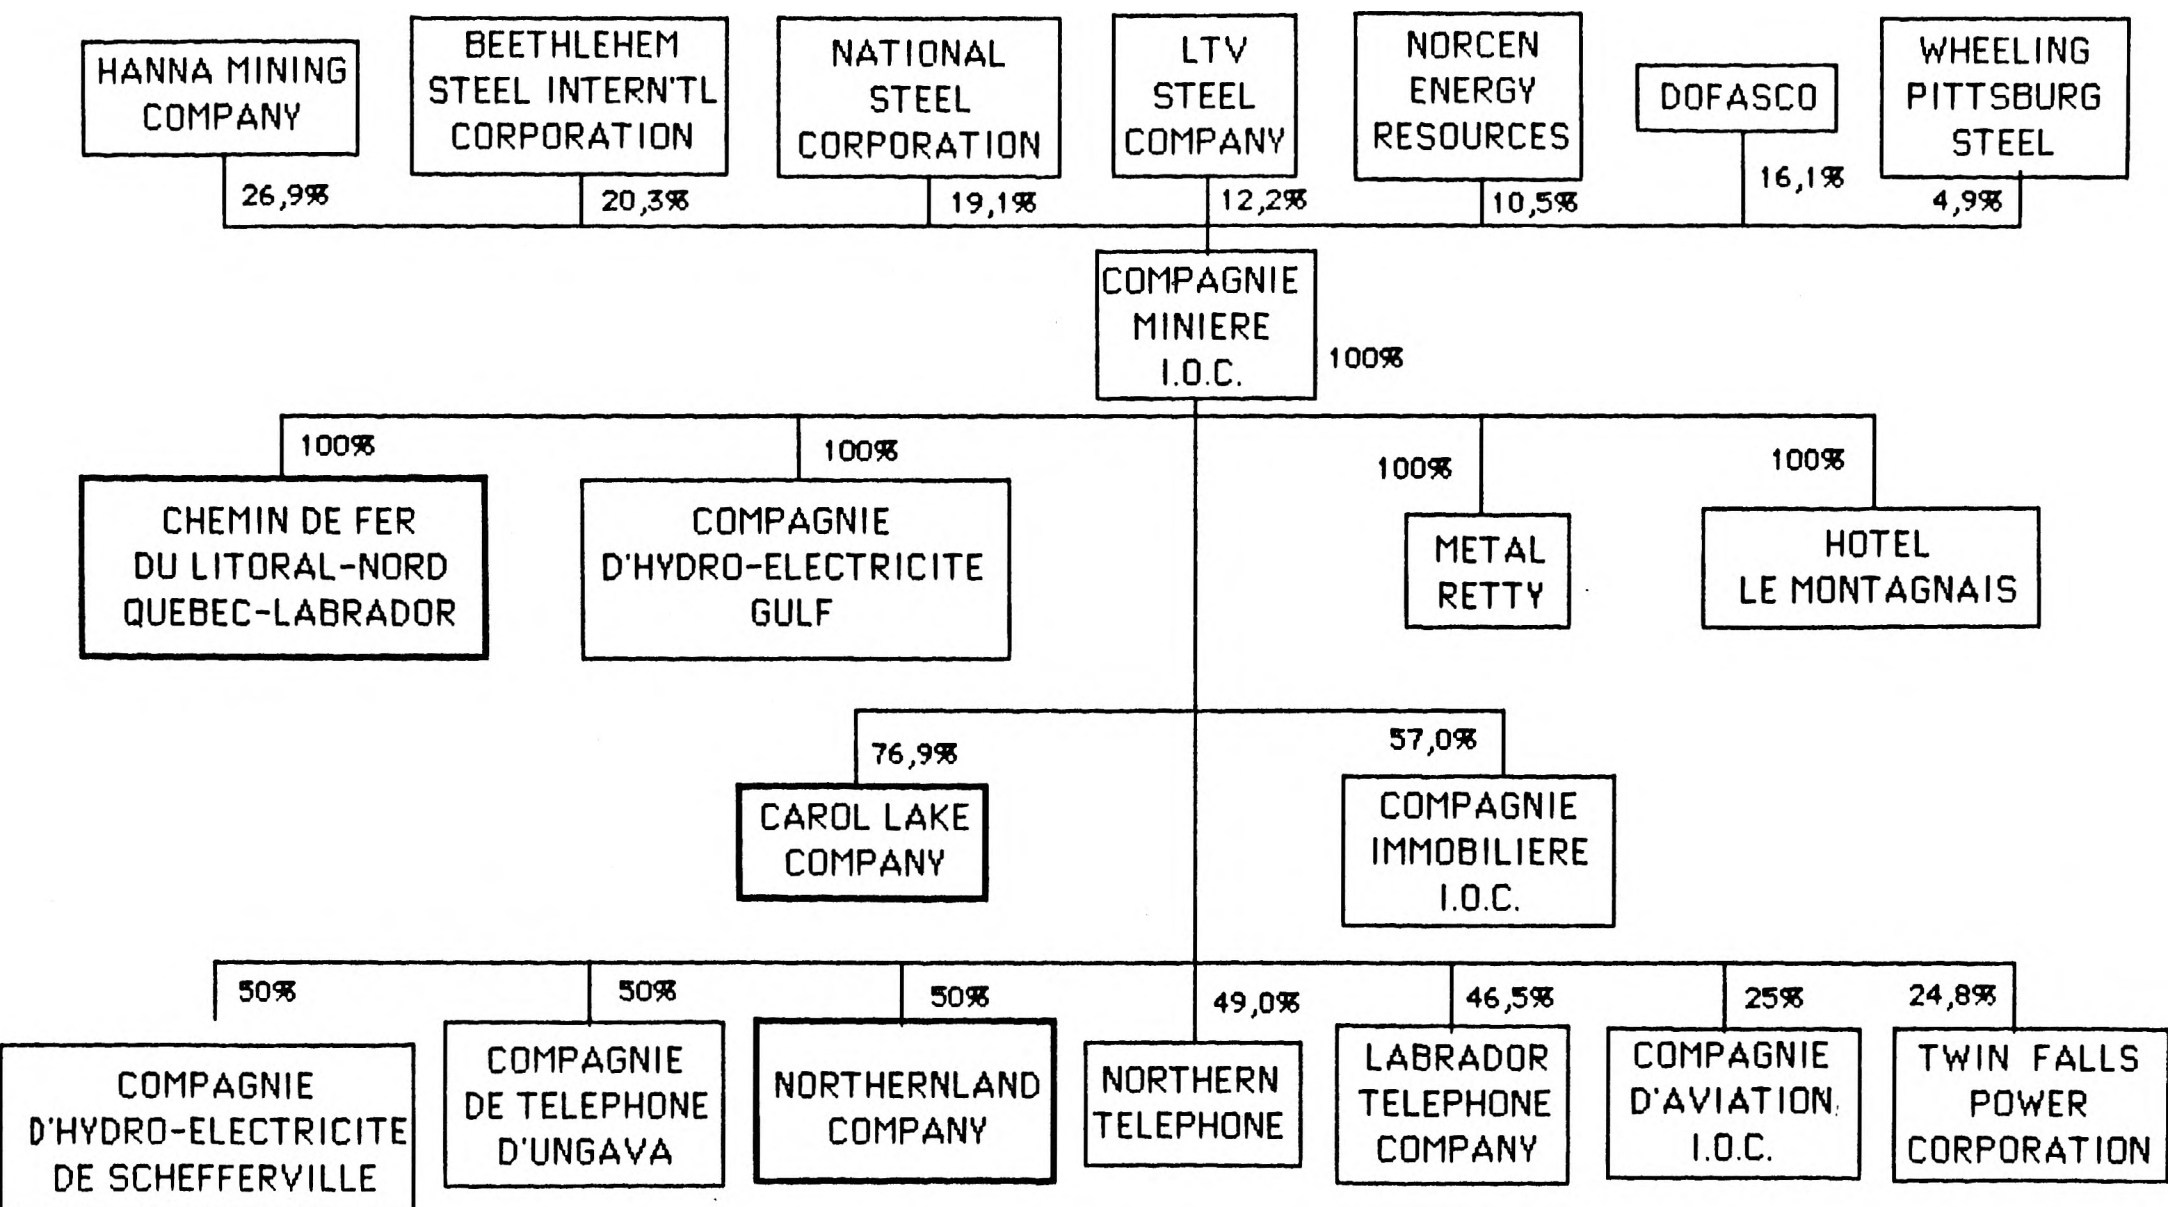 HANNA MINING
COMPANY
BEETHLEHEM
STEEL INTERN'TL
CORPORATION
NATIONAL
STEEL
CORPORATION
LTV
STEEL
COMPANY
NORCEN
ENERGY
RESOURCES
DOFASCO
WHEELING
PITTSBURG
STEEL
26,9%
20,3%
19,1%
12,2%
10,5%
16,1%
4,9%
COMPAGNIE
MINIERE
I.O.C.
100%
100%
100%
100%
100%
CHEMIN DE FER
DU LITORAL-NORD
QUEBEC-LABRADOR
COMPAGNIE
D'HYDRO-ELECTRICITE
GULF
METAL
RETTY
HOTEL
LE MONTAGNAIS
76,9%
57,0%
CAROL LAKE
COMPANY
COMPAGNIE
IMMOBILIERE
I.O.C.
50%
50%
50%
49,0%
46,5%
25%
24,8%
COMPAGNIE
D'HYDRO-ELECTRICITE
DE SCHEFFERVILLE
COMPAGNIE
DE TELEPHONE
D'UNGAVA
NORTHERNLAND
COMPANY
NORTHERN
TELEPHONE
LABRADOR
TELEPHONE
COMPANY
COMPAGNIE
D'AVIATION
I.O.C.
TWIN FALLS
POWER
CORPORATION